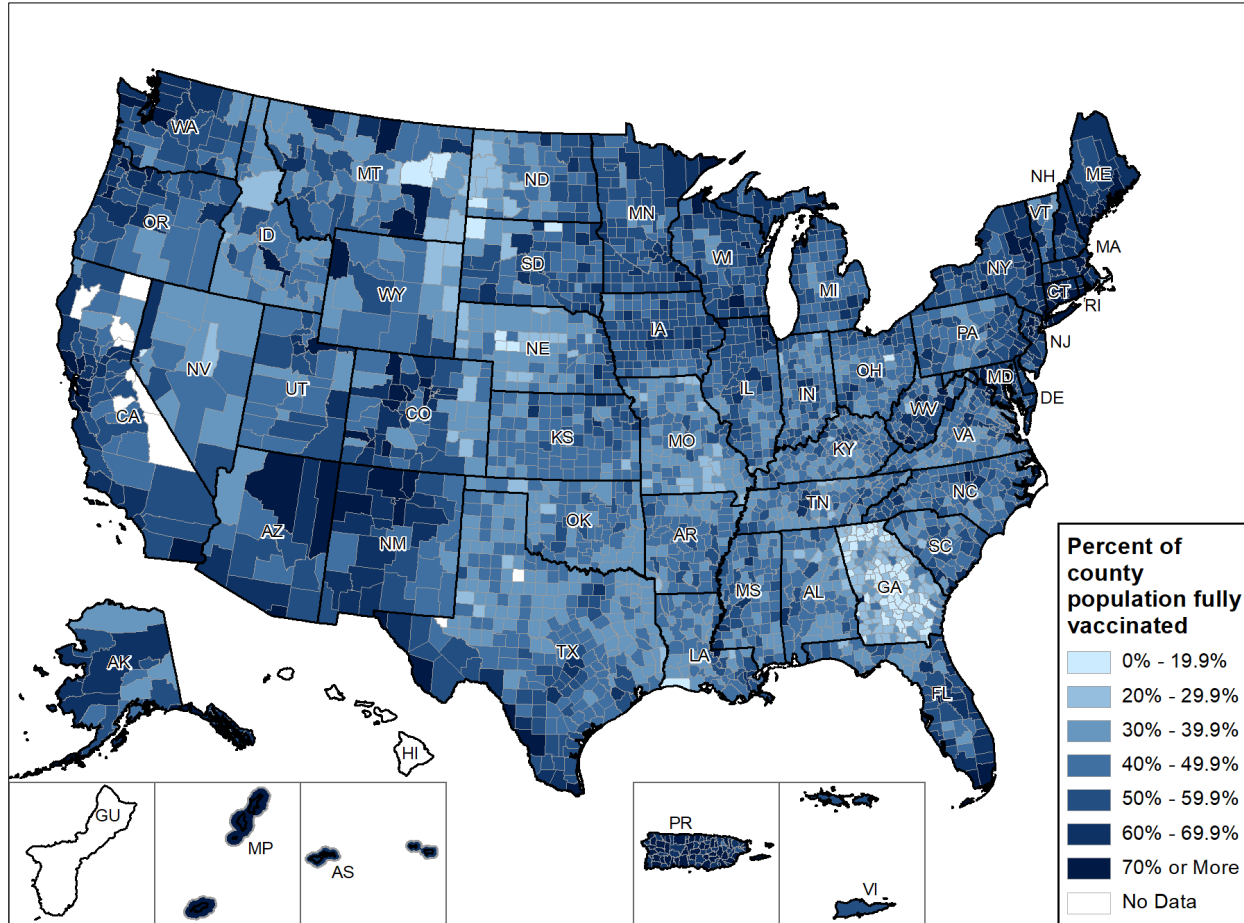 WA
MT
ND
MN
OR
ID
SD
WI
WY
NE
IA
MI
NH
ME
VT
MA
NY
CT
RI
NV
UT
CO
CA
KS
MO
IL
IN
OH
PA
NJ
MD
DE
WV
VA
KY
AZ
NM
OK
AR
TN
NC
SC
MS
AL
GA
TX
LA
FL
AK
HI
GU
MP
AS
PR
VI
Percent of
county
population fully
vaccinated
0% - 19.9%
20% - 29.9%
30% - 39.9%
40% - 49.9%
50% - 59.9%
60% - 69.9%
70% or More
No Data